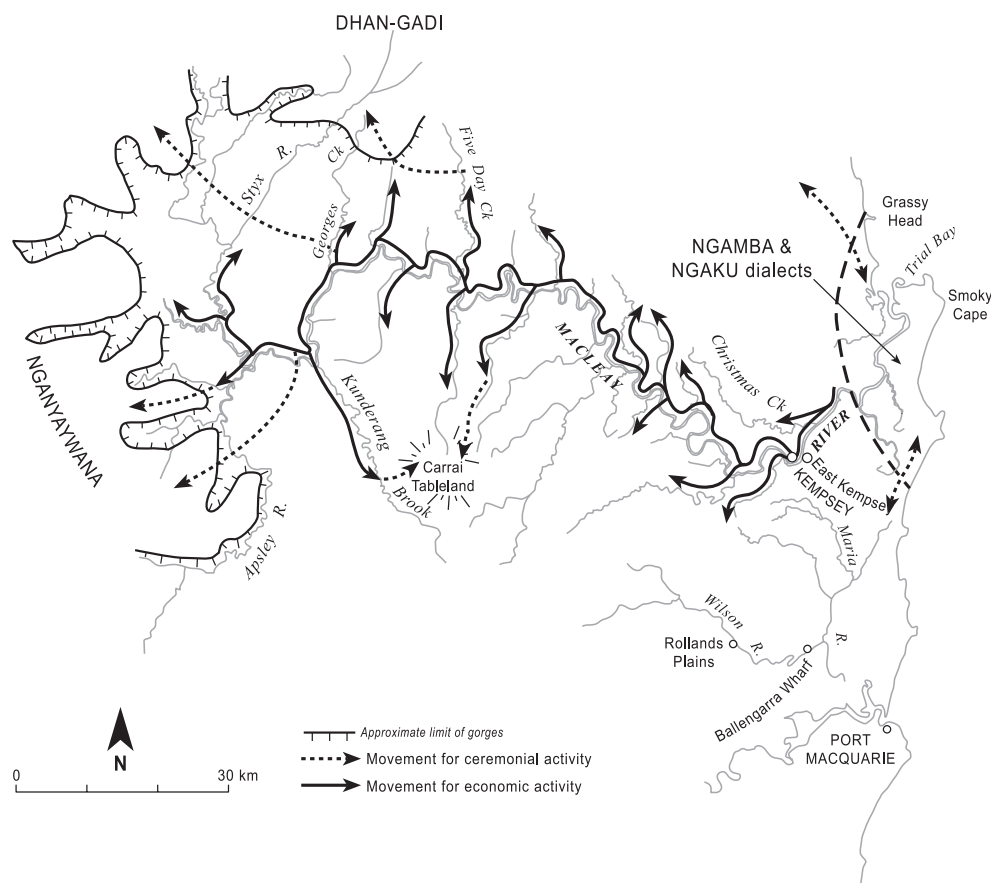 DHAN-GADI
Five Day Ck
Styx R.
Georges Ck
Grassy
Head
Trial Bay
NGAMBA &
NGAKU dialects
Smoky
Cape
MACLEAY
RIVER
Christmas Ck
NGANYAYWANA
Kunderang
Brook
Carrai
Tableland
East Kempsey
KEMPSEY
Apsley R.
Maria
R.
Wilson R.
Rollands
Plains
Ballengarra Wharf
PORT
MACQUARIE
N
0 30 km
Approximate limit of gorges
Movement for ceremonial activity
Movement for economic activity